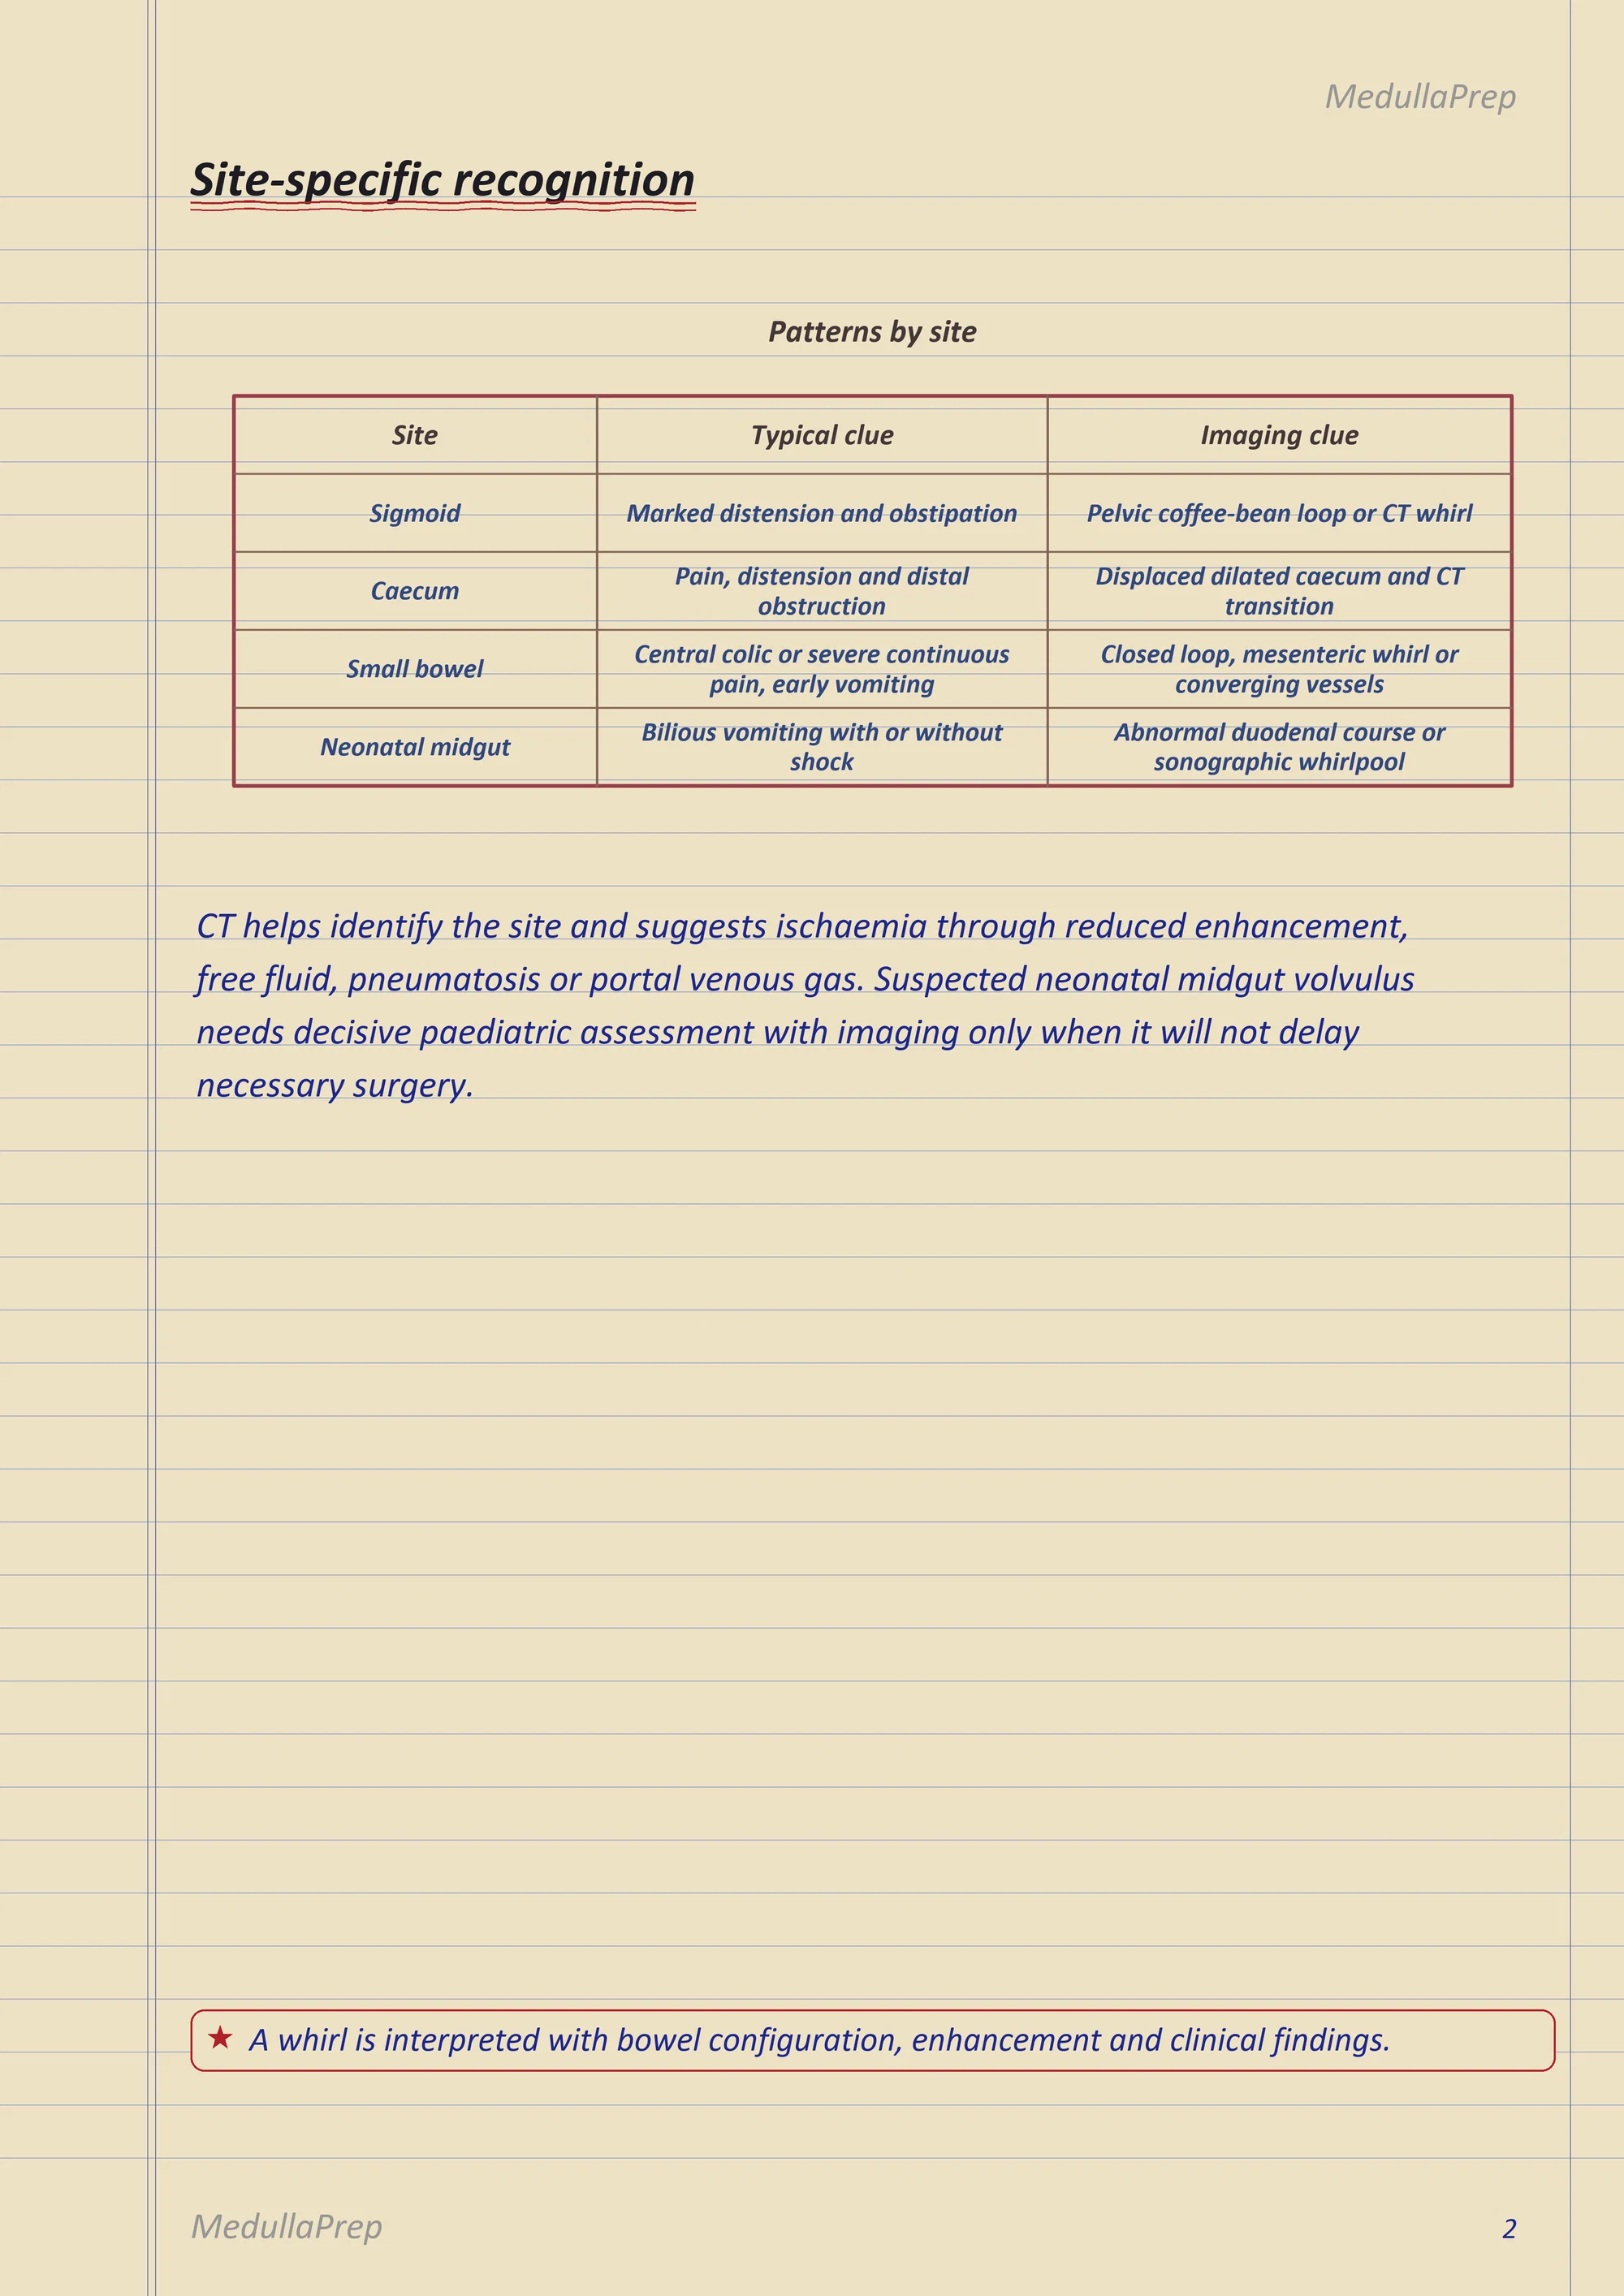 MedullaPrep
Site-specific recognition
Patterns by site
Site Typical clue Imaging clue
Sigmoid Marked distension and obstipation Pelvic coffee-bean loop or CT whirl
Caecum Pain, distension and distal obstruction Displaced dilated caecum and CT transition
Small bowel Central colic or severe continuous pain, early vomiting Closed loop, mesenteric whirl or converging vessels
Neonatal midgut Bilious vomiting with or without shock Abnormal duodenal course or sonographic whirlpool
CT helps identify the site and suggests ischaemia through reduced enhancement,
free fluid, pneumatosis or portal venous gas. Suspected neonatal midgut volvulus
needs decisive paediatric assessment with imaging only when it will not delay
necessary surgery.
★ A whirl is interpreted with bowel configuration, enhancement and clinical findings.
MedullaPrep 2